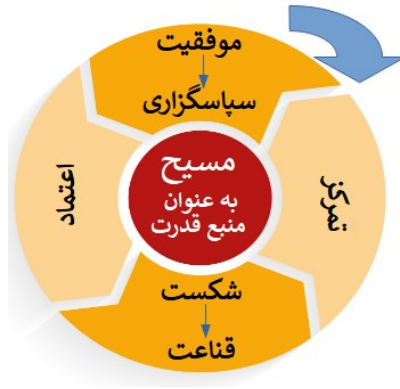 موفقیت
سپاسگزاری
تمرکز
مسیح
به عنوان
منبع قدرت
شکست
قناعت
اعتماد